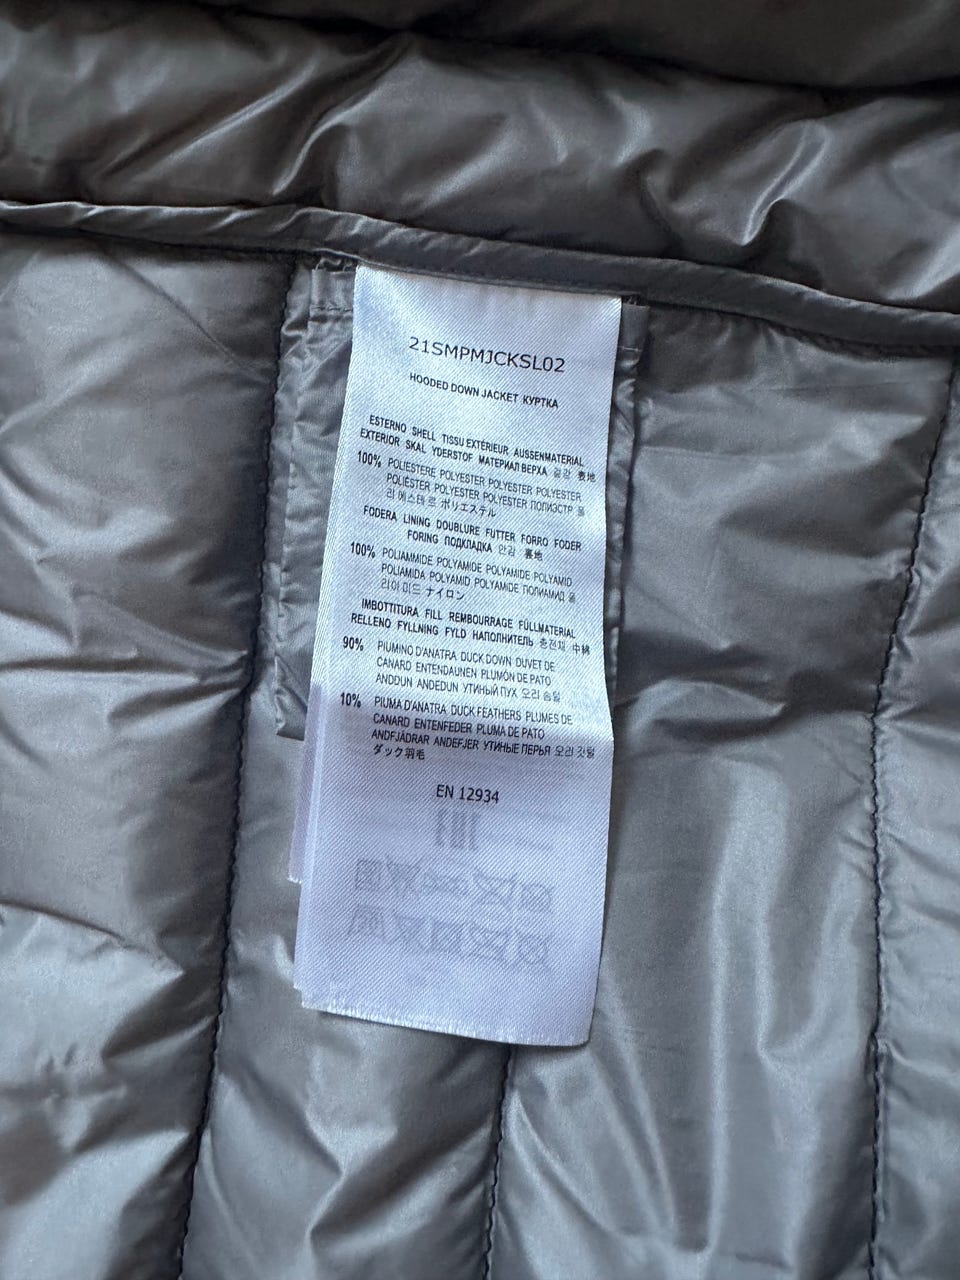 21SMPMJCKSL02
HOODED DOWN JACKET КУРТКА
ESTERNO SHELL TISSU EXTÉRIEUR AUSSENMATERIAL
EXTERIOR SKAL YDERSTOF МАТЕРИАЛ ВЕРХА 겉감 表地
100% POLIESTERE POLYESTER POLYESTER POLYESTER
POLIÉSTER POLYESTER POLYESTER ПОЛИЭСТР 폴
리 에스테르 ポリエステル
FODERA LINING DOUBLURE FUTTER FORRO FODER
FORING ПОДКЛАДКА 안감 裏地
100% POLIAMMIDE POLYAMIDE POLYAMIDE POLYAMID
POLIAMIDA POLYAMID POLYAMIDE ПОЛИАМИД 폴
리아미드 ナイロン
IMBOTTITURA FILL REMBOURRAGE FÜLLMATERIAL
RELLENO FYLLNING FYLD НАПОЛНИТЕЛЬ 충전재 中綿
90% PIUMINO D'ANATRA DUCK DOWN DUVET DE
CANARD ENTENDAUNEN PLUMÓN DE PATO
ANDDUN ANDEDUN УТИНЫЙ ПУХ 오리 솜털
10% PIUMA D'ANATRA DUCK FEATHERS PLUMES DE
CANARD ENTENFEDER PLUMA DE PATO
ANDFJÄDRAR ANDEFJER УТИНЫЕ ПЕРЬЯ 오리 깃털
ダック羽毛
EN 12934